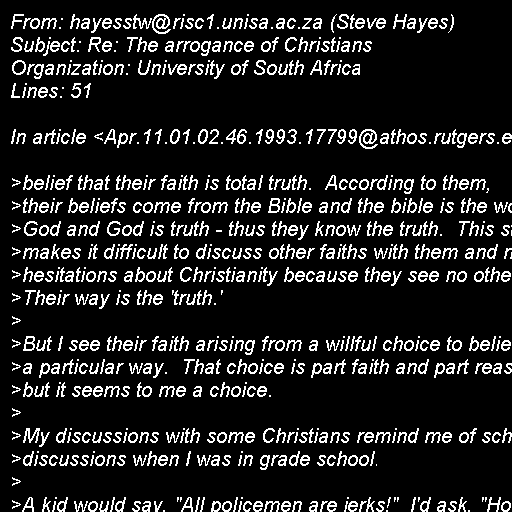 From: hayesstw@risc1.unisa.ac.za (Steve Hayes)
Subject: Re: The arrogance of Christians
Organization: University of South Africa
Lines: 51

In article <Apr.11.01.02.46.1993.17799@athos.rutgers.e

>belief that their faith is total truth.  According to them,
>their beliefs come from the Bible and the bible is the wo
>God and God is truth - thus they know the truth.  This st
>makes it difficult to discuss other faiths with them and n
>hesitations about Christianity because they see no othe
>Their way is the 'truth.'
>
>But I see their faith arising from a willful choice to belie
>a particular way.  That choice is part faith and part reas
>but it seems to me a choice.
>
>My discussions with some Christians remind me of sch
>discussions when I was in grade school.
>
>A kid would say, "All policemen are jerks!"  I'd ask, "Ho